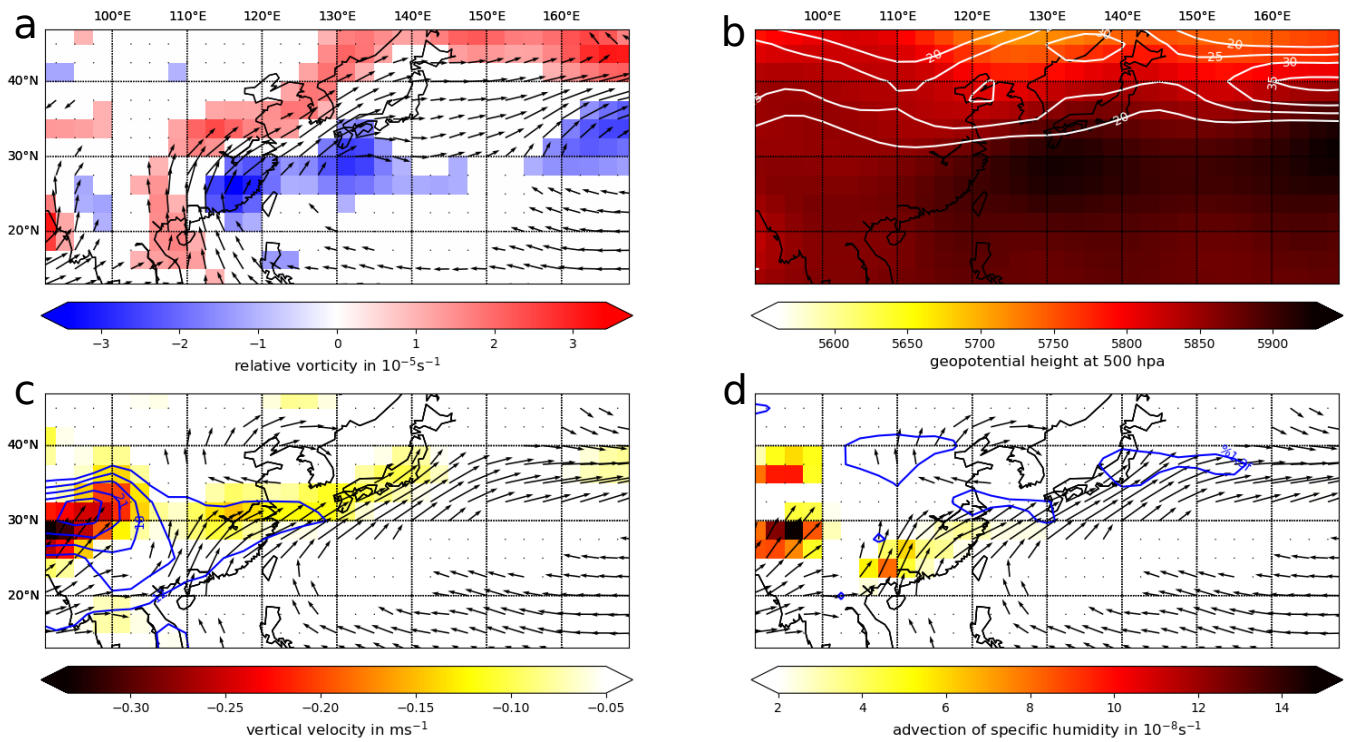 a
100°E 110°E 120°E 130°E 140°E 150°E 160°E
40°N
30°N
20°N
−3 −2 −1 0 1 2 3
relative vorticity in 10⁻⁵s⁻¹
b
100°E 120°E 130°E 140°E 160°E
20 20
25
30
35
20
5600 5650 5700 5750 5800 5850 5900
geopotential height at 500 hpa
c
40°N
30°N
20°N
−0.30 −0.25 −0.20 −0.15 −0.10 −0.05
vertical velocity in ms⁻¹
d
2 4 6 8 10 12 14
advection of specific humidity in 10⁻⁸s⁻¹